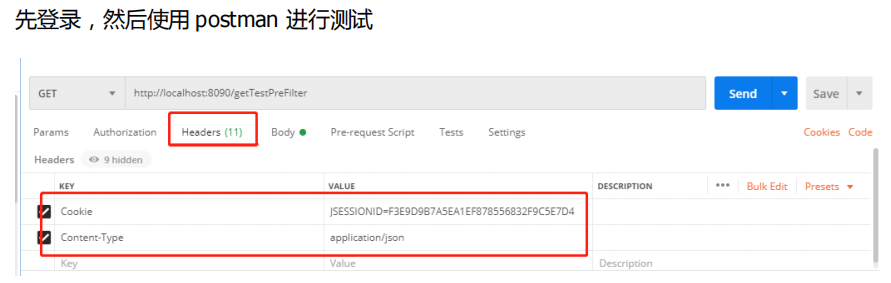 先登录，然后使用 postman 进行测试
GET http://localhost:8090/getTestPreFilter Send Save
Params Authorization Headers (11) Body Pre-request Script Tests Settings Cookies Code
Headers 9 hidden
KEY VALUE DESCRIPTION ••• Bulk Edit Presets
Cookie JSESSIONID=F3E9D9B7A5EA1EF878556832F9C5E7D4
Content-Type application/json
Key Value Description